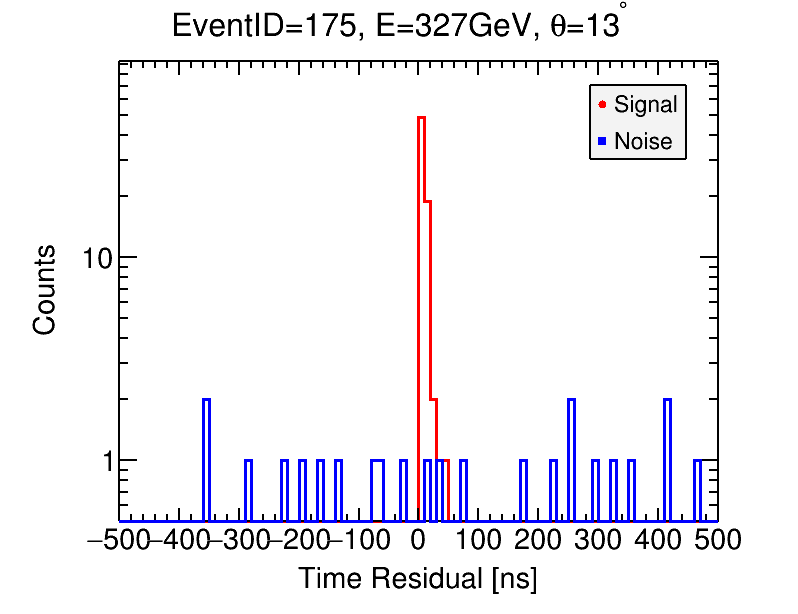 EventID=175, E=327GeV, θ=13°
Signal
Noise
10
1
Counts
−500 −400 −300 −200 −100 0 100 200 300 400 500
Time Residual [ns]